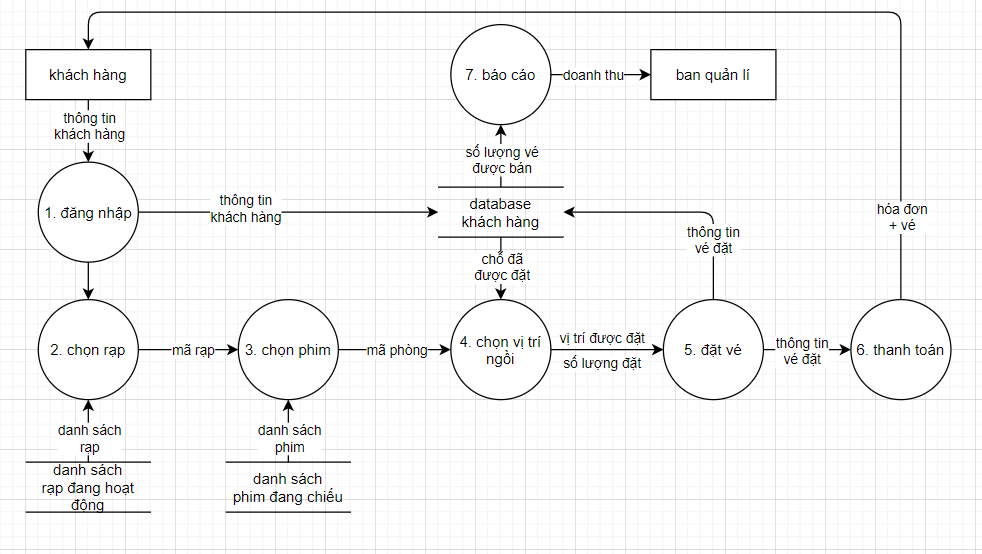 khách hàng
7. báo cáo
doanh thu
ban quản lí
thông tin
khách hàng
số lượng vé
được bán
1. đăng nhập
thông tin
khách hàng
database
khách hàng
hóa đơn
+ vé
thông tin
vé đặt
chỗ đã
được đặt
2. chọn rạp
mã rạp
3. chọn phim
mã phòng
4. chọn vị trí
ngồi
vị trí được đặt
số lượng đặt
5. đặt vé
thông tin
vé đặt
6. thanh toán
danh sách
rạp
danh sách
phim
danh sách
rạp đang hoạt
động
danh sách
phim đang chiếu